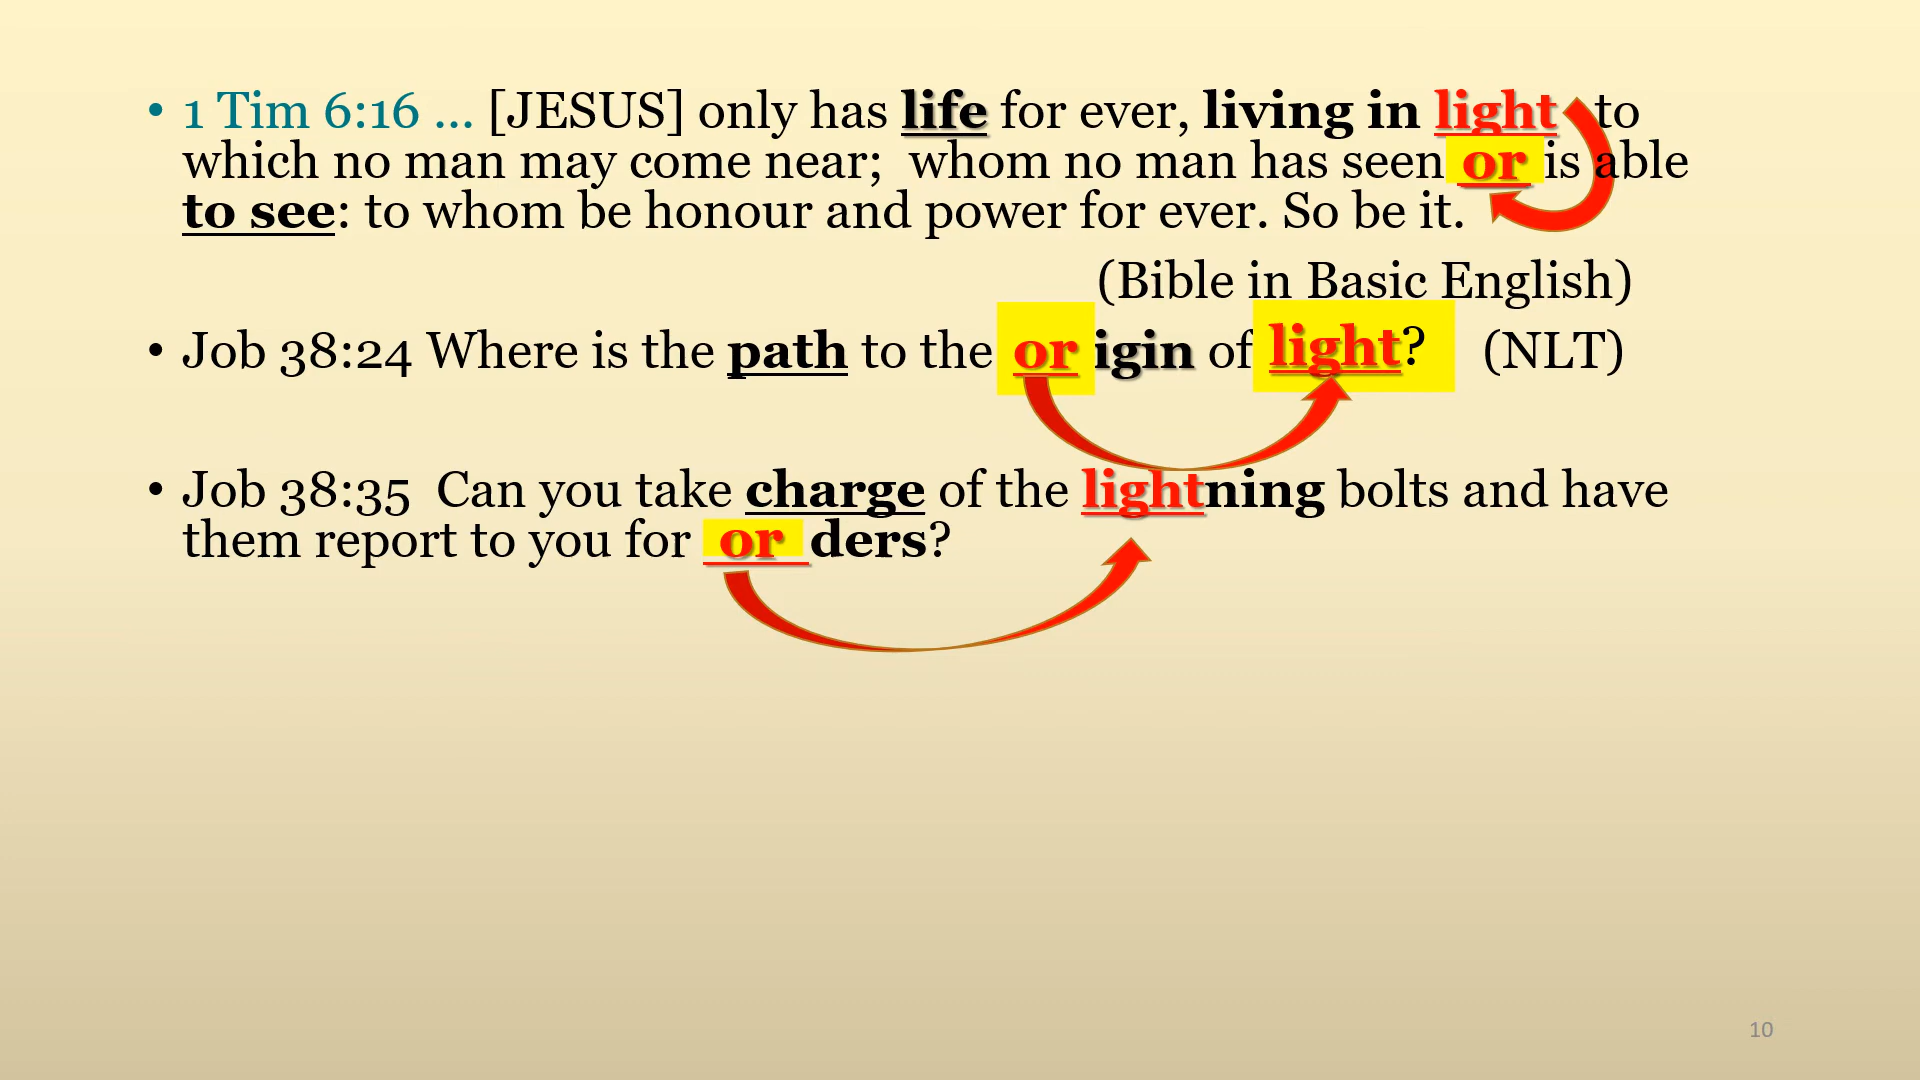 • 1 Tim 6:16 ... [JESUS] only has life for ever, living in light to
which no man may come near; whom no man has seen or is able
to see: to whom be honour and power for ever. So be it.
(Bible in Basic English)
• Job 38:24 Where is the path to the or igin of light? (NLT)
• Job 38:35 Can you take charge of the lightning bolts and have
them report to you for or ders?
10